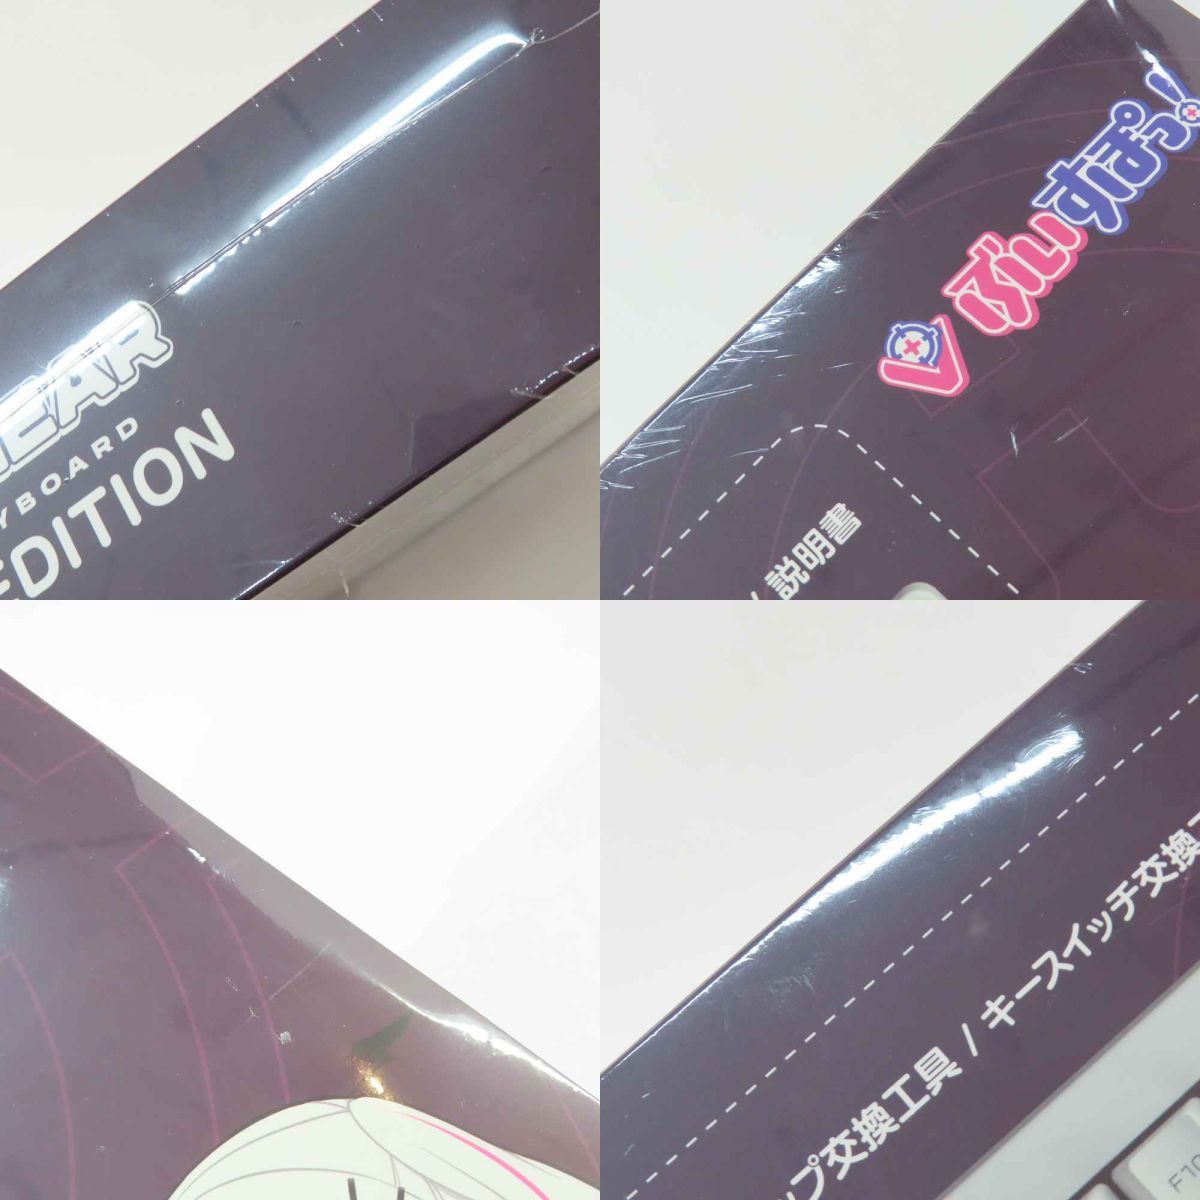 EAR
YBOARD
EDITION
ぶいすぽっ!
/ 説明書
プ交換工具 / キースイッチ交換工
F10